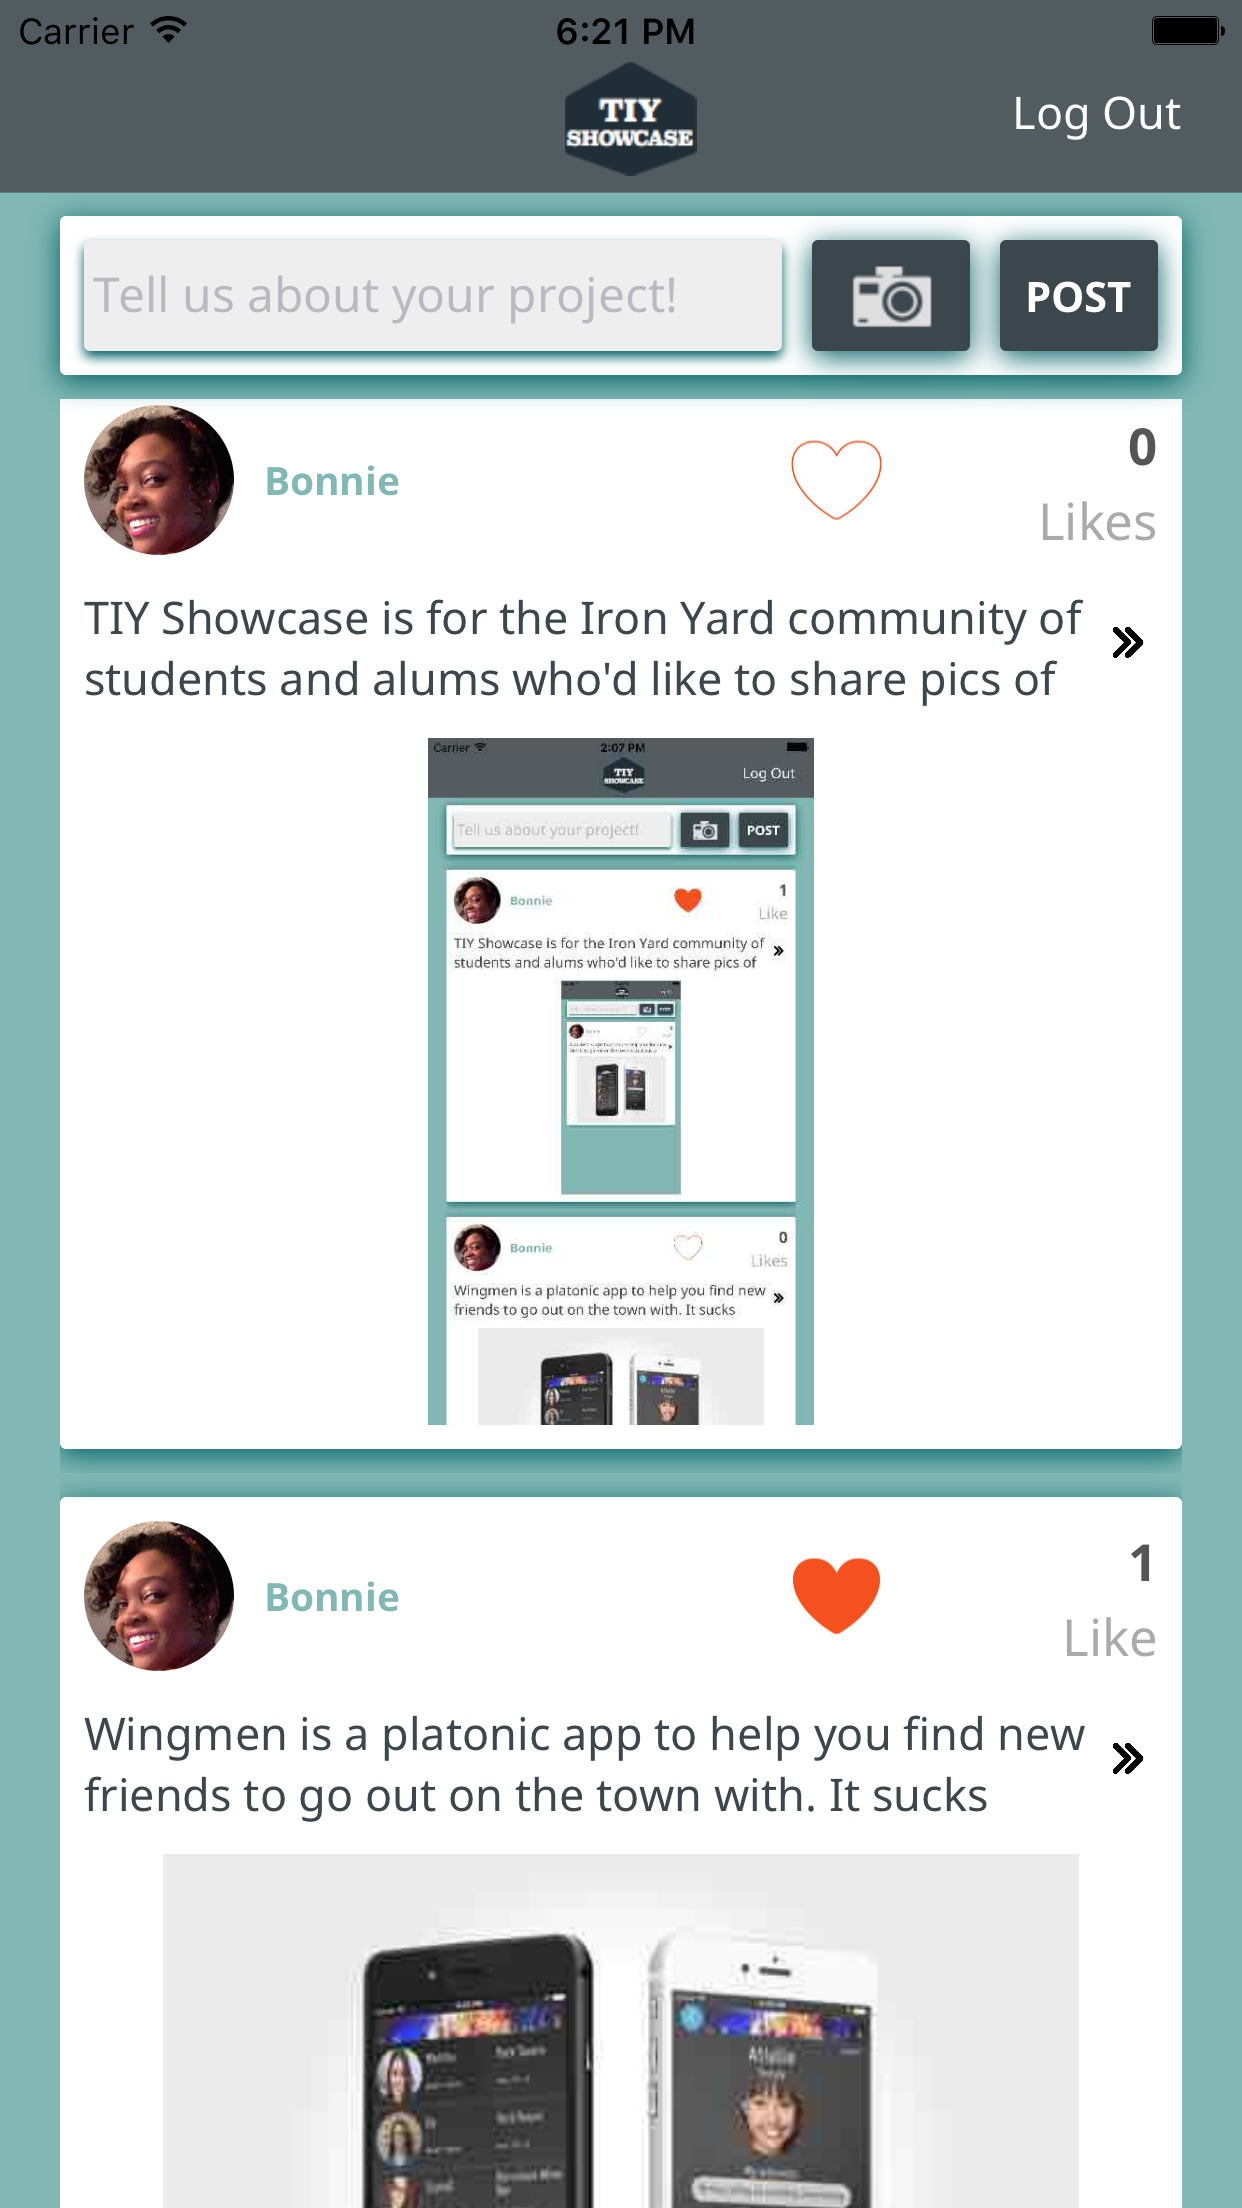 Carrier
6:21 PM
TIY
SHOWCASE
Log Out
Tell us about your project!
POST
Bonnie
0
Likes
TIY Showcase is for the Iron Yard community of
students and alums who'd like to share pics of
Carrier
2:07 PM
TIY
SHOWCASE
Log Out
Tell us about your project!
POST
Bonnie
1
Like
TIY Showcase is for the Iron Yard community of
students and alums who'd like to share pics of
Bonnie
0
Likes
Wingmen is a platonic app to help you find new
friends to go out on the town with. It sucks
Bonnie
1
Like
Wingmen is a platonic app to help you find new
friends to go out on the town with. It sucks